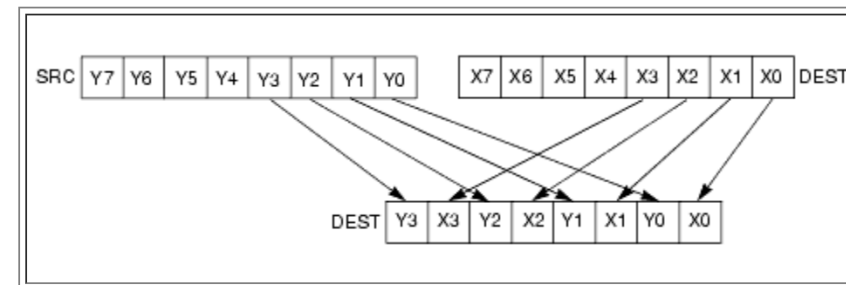 SRC Y7 Y6 Y5 Y4 Y3 Y2 Y1 Y0 X7 X6 X5 X4 X3 X2 X1 X0 DEST
DEST Y3 X3 Y2 X2 Y1 X1 Y0 X0